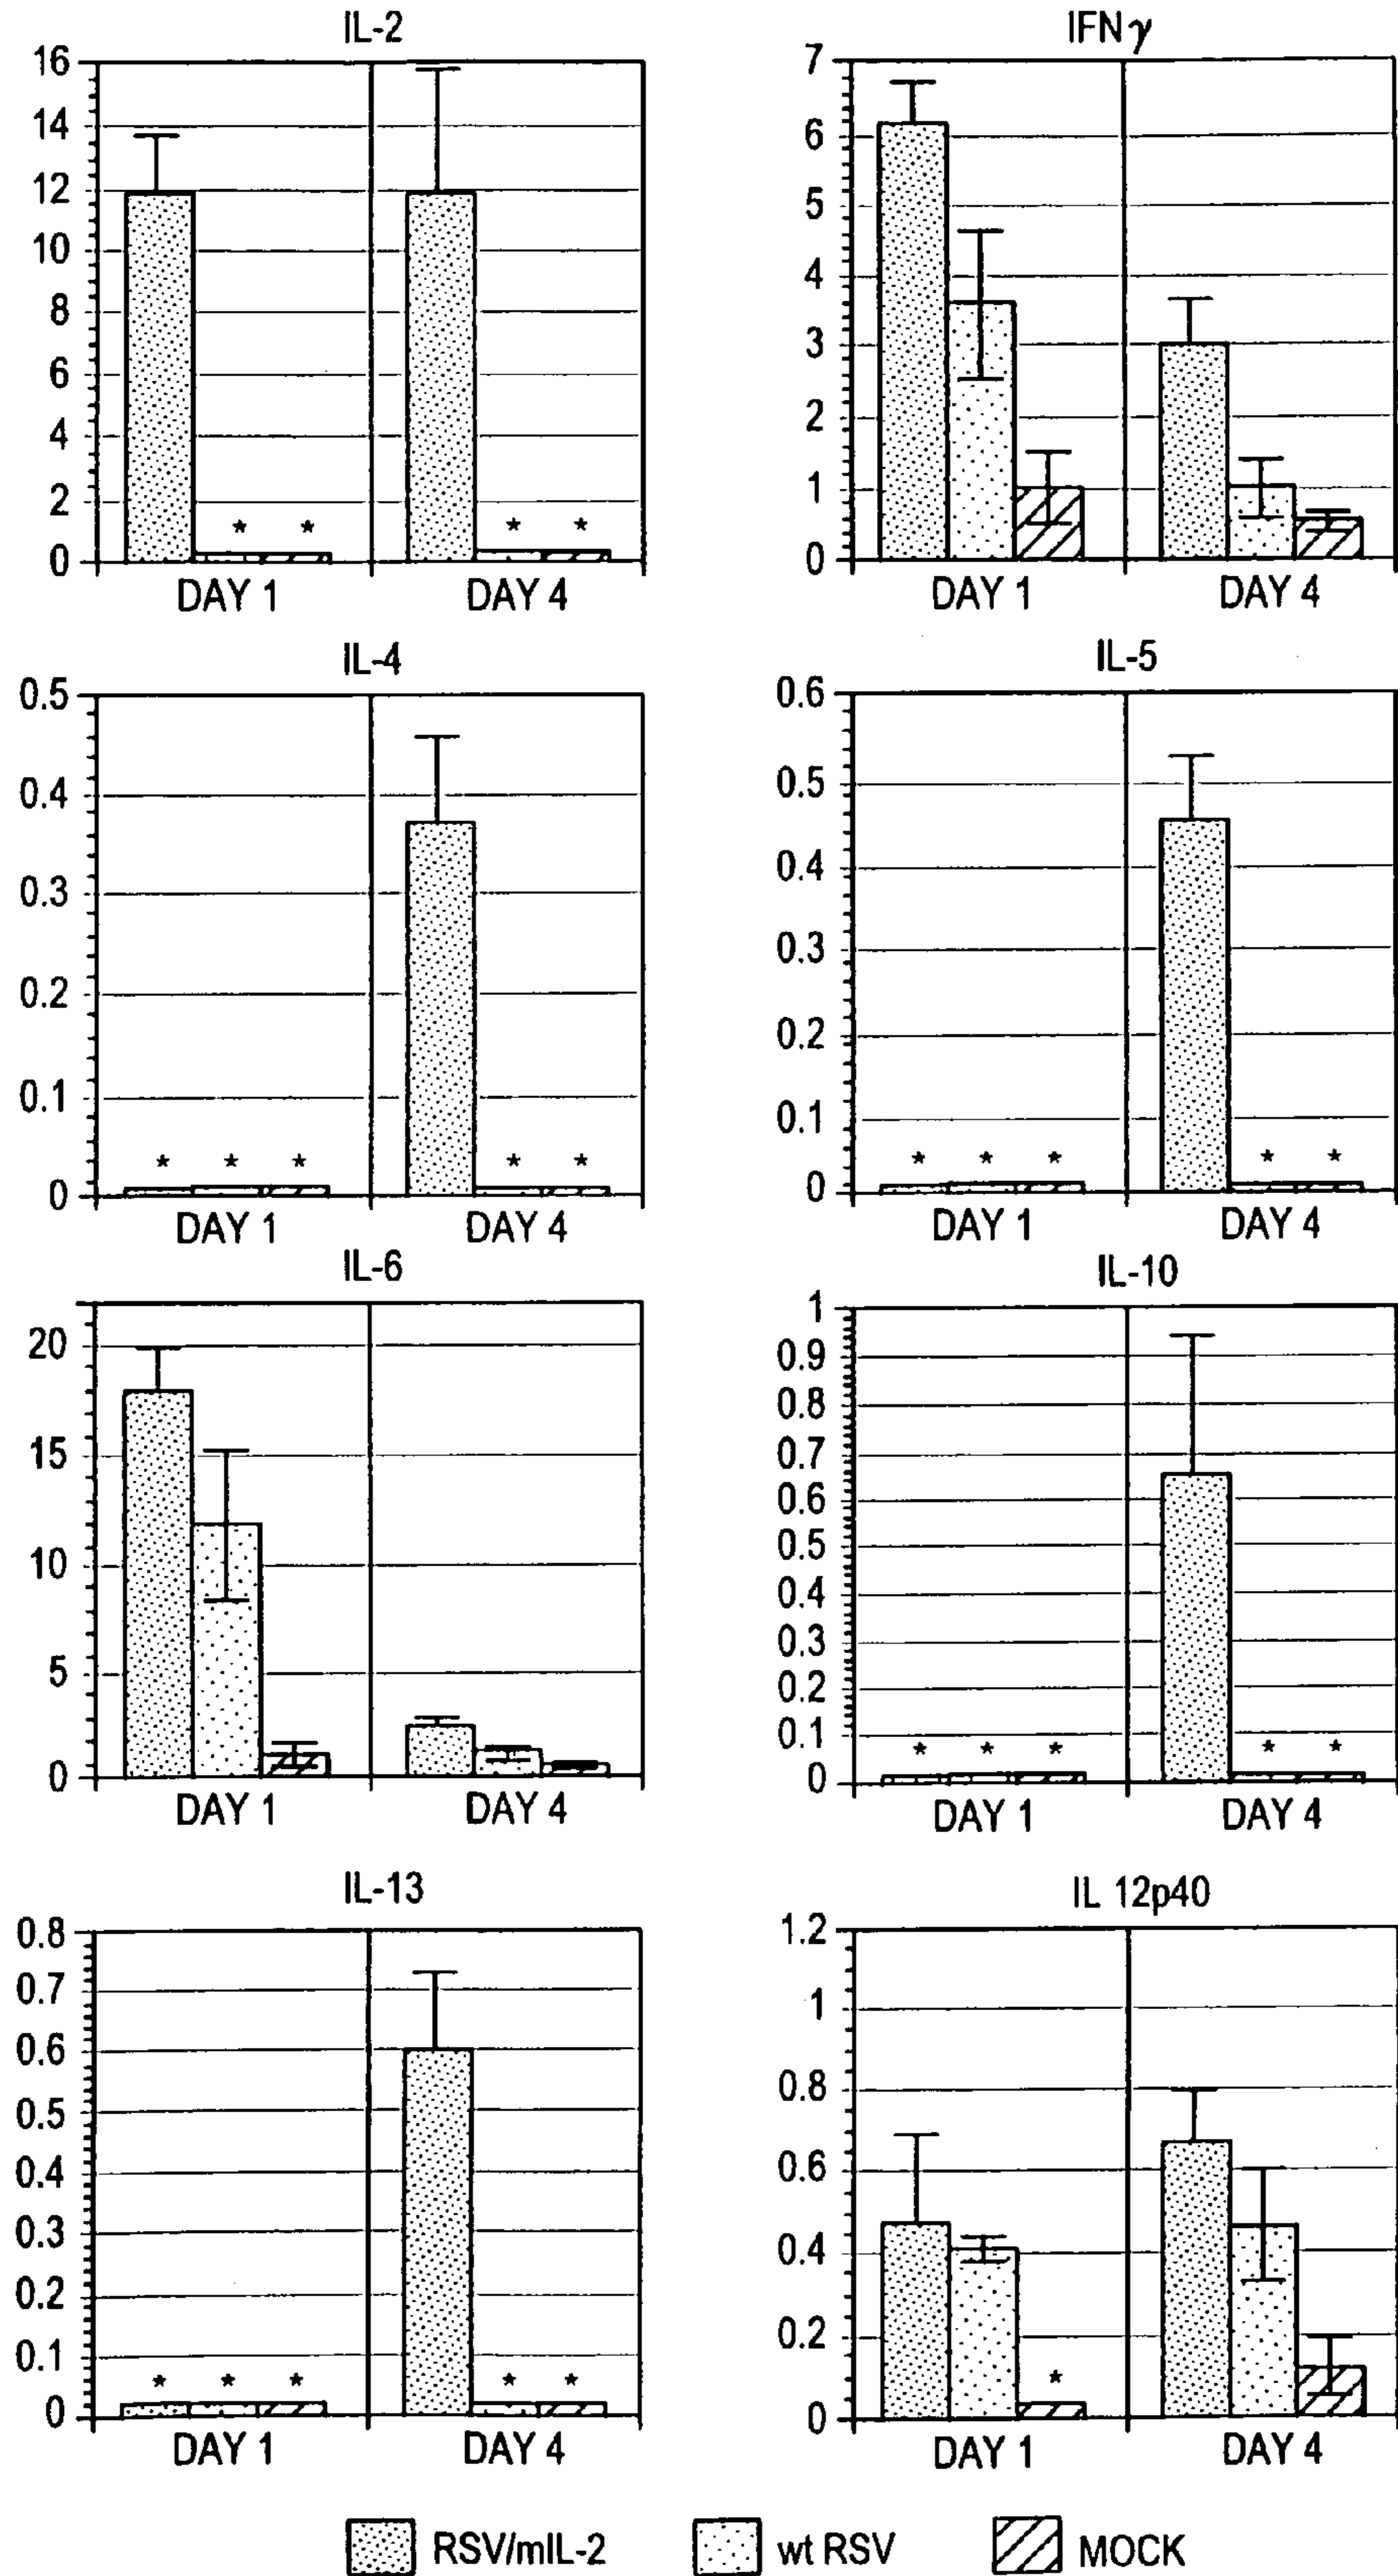 IL-2
16
14
12
10
8
6
4
2
0
* * * *
DAY 1 DAY 4
IFNγ
7
6
5
4
3
2
1
0
DAY 1 DAY 4
IL-4
0.5
0.4
0.3
0.2
0.1
0
* * * * *
DAY 1 DAY 4
IL-5
0.6
0.5
0.4
0.3
0.2
0.1
0
* * * * *
DAY 1 DAY 4
IL-6
20
15
10
5
0
DAY 1 DAY 4
IL-10
1
0.9
0.8
0.7
0.6
0.5
0.4
0.3
0.2
0.1
0
* * * * *
DAY 1 DAY 4
IL-13
0.8
0.7
0.6
0.5
0.4
0.3
0.2
0.1
0
* * * * *
DAY 1 DAY 4
IL 12p40
1.2
1
0.8
0.6
0.4
0.2
0
*
DAY 1 DAY 4
RSV/mIL-2 wt RSV MOCK